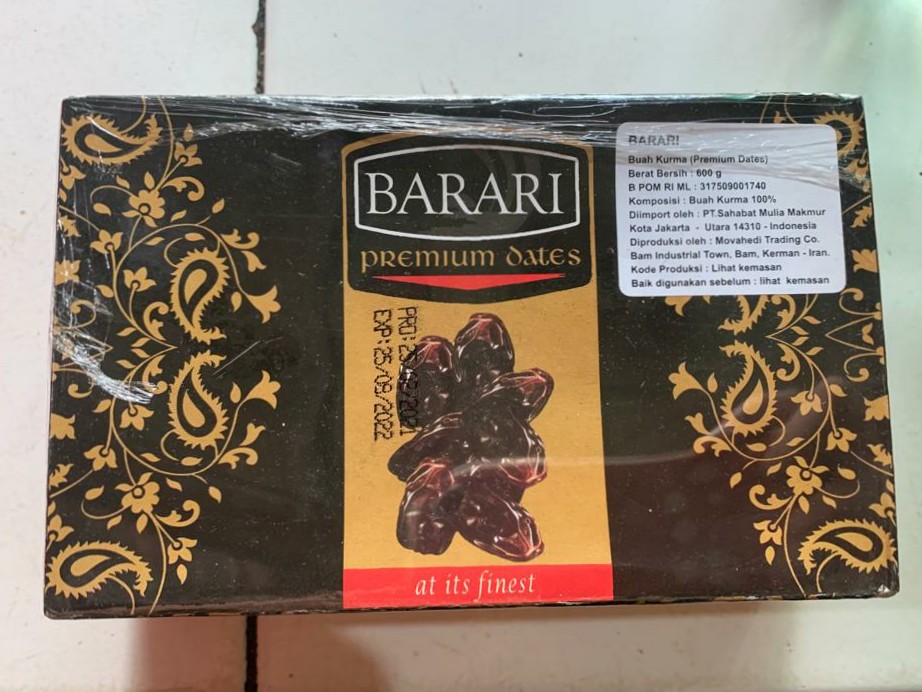 BARARI
PREMIUM DATES
PRO: 25/09/2021
EXP: 25/09/2022
at its finest
BARARI
Buah Kurma (Premium Dates)
Berat Bersih : 600 g
B POM RI ML : 317509001740
Komposisi : Buah Kurma 100%
Diimport oleh : PT.Sahabat Mulia Makmur
Kota Jakarta - Utara 14310 - Indonesia
Diproduksi oleh : Movahedi Trading Co.
Bam Industrial Town, Bam, Kerman - Iran.
Kode Produksi : Lihat kemasan
Baik digunakan sebelum : lihat kemasan